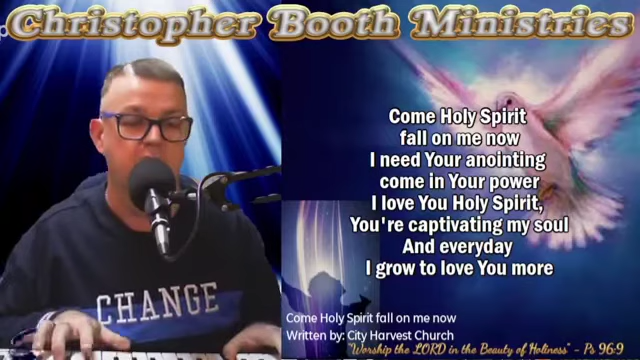 Christopher Booth Ministries
Come Holy Spirit
fall on me now
I need Your anointing
come in Your power
I love You Holy Spirit,
You're captivating my soul
And everyday
I grow to love You more
CHANGE
Come Holy Spirit fall on me now
Written by: City Harvest Church
"Worship the LORD in the Beauty of Holiness" - Ps 96:9